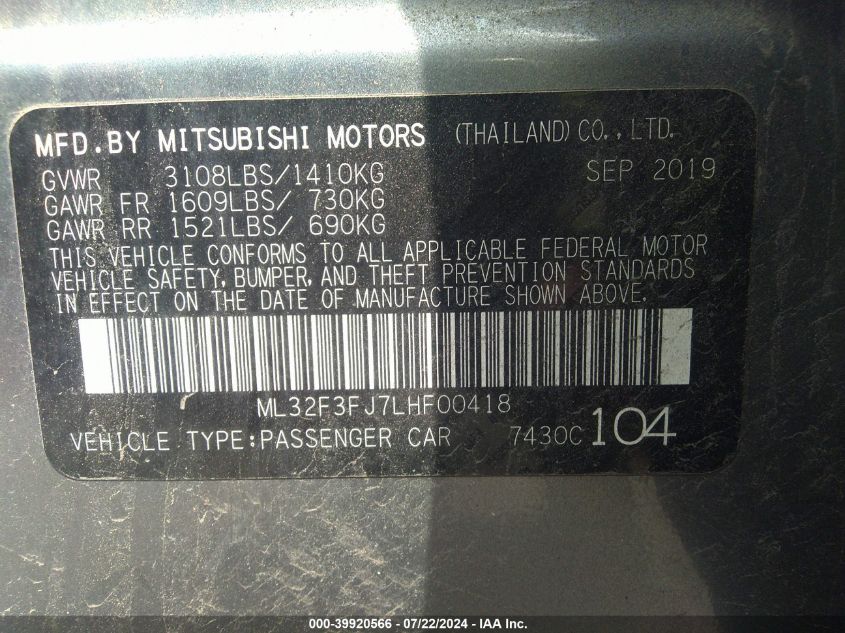 MFD.BY MITSUBISHI MOTORS (THAILAND) CO., LTD.
GVWR 3108LBS/1410KG SEP 2019
GAWR FR 1609LBS/ 730KG
GAWR RR 1521LBS/ 690KG
THIS VEHICLE CONFORMS TO ALL APPLICABLE FEDERAL MOTOR
VEHICLE SAFETY, BUMPER, AND THEFT PREVENTION STANDARDS
IN EFFECT ON THE DATE OF MANUFACTURE SHOWN ABOVE.
ML32F3FJ7LHF00418
VEHICLE TYPE:PASSENGER CAR 7430C 104
000-39920566 - 07/22/2024 - IAA Inc.